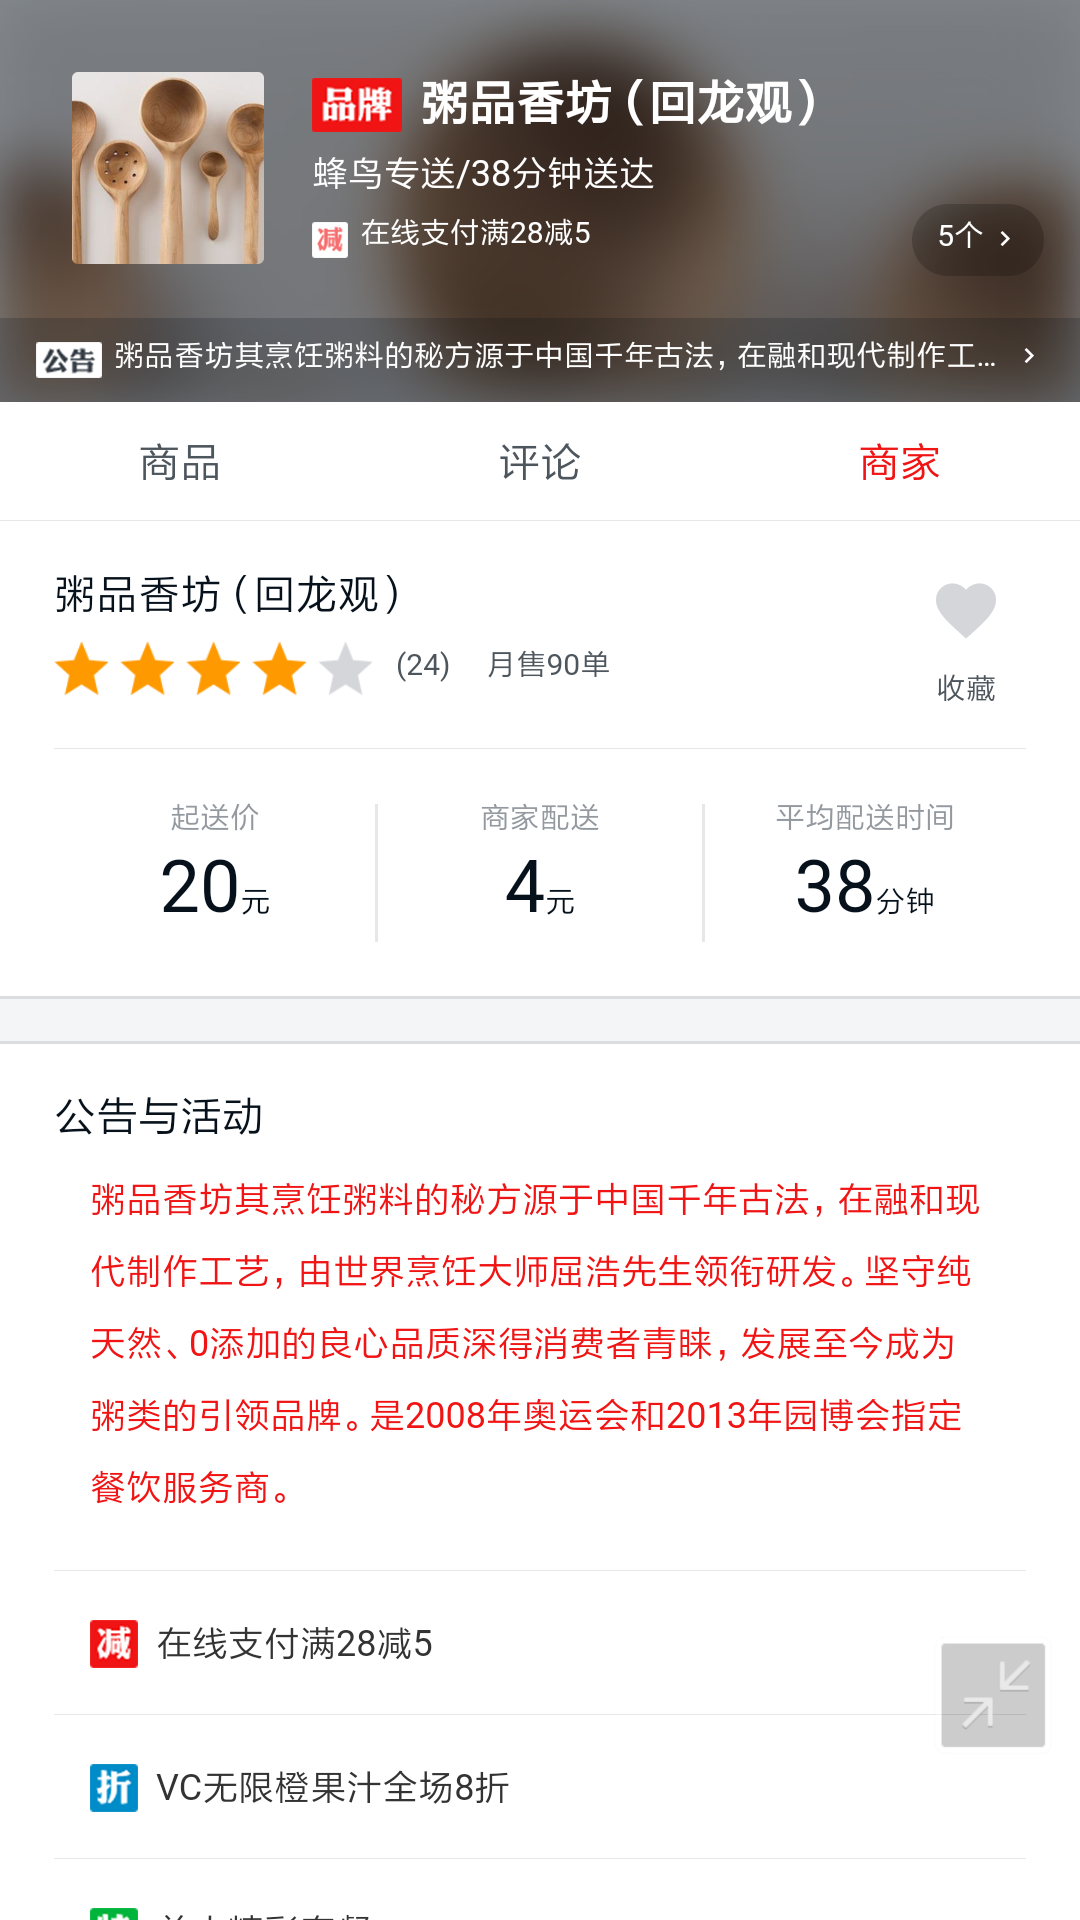 品牌 粥品香坊（回龙观）
蜂鸟专送/38分钟送达
减 在线支付满28减5
5个
公告 粥品香坊其烹饪粥料的秘方源于中国千年古法，在融和现代制作工...
商品 评论 商家
粥品香坊（回龙观）
(24) 月售90单
收藏
起送价 商家配送 平均配送时间
20元 4元 38分钟
公告与活动
粥品香坊其烹饪粥料的秘方源于中国千年古法，在融和现
代制作工艺，由世界烹饪大师屈浩先生领衔研发。坚守纯
天然、0添加的良心品质深得消费者青睐，发展至今成为
粥类的引领品牌。是2008年奥运会和2013年园博会指定
餐饮服务商。
减 在线支付满28减5
折 VC无限橙果汁全场8折